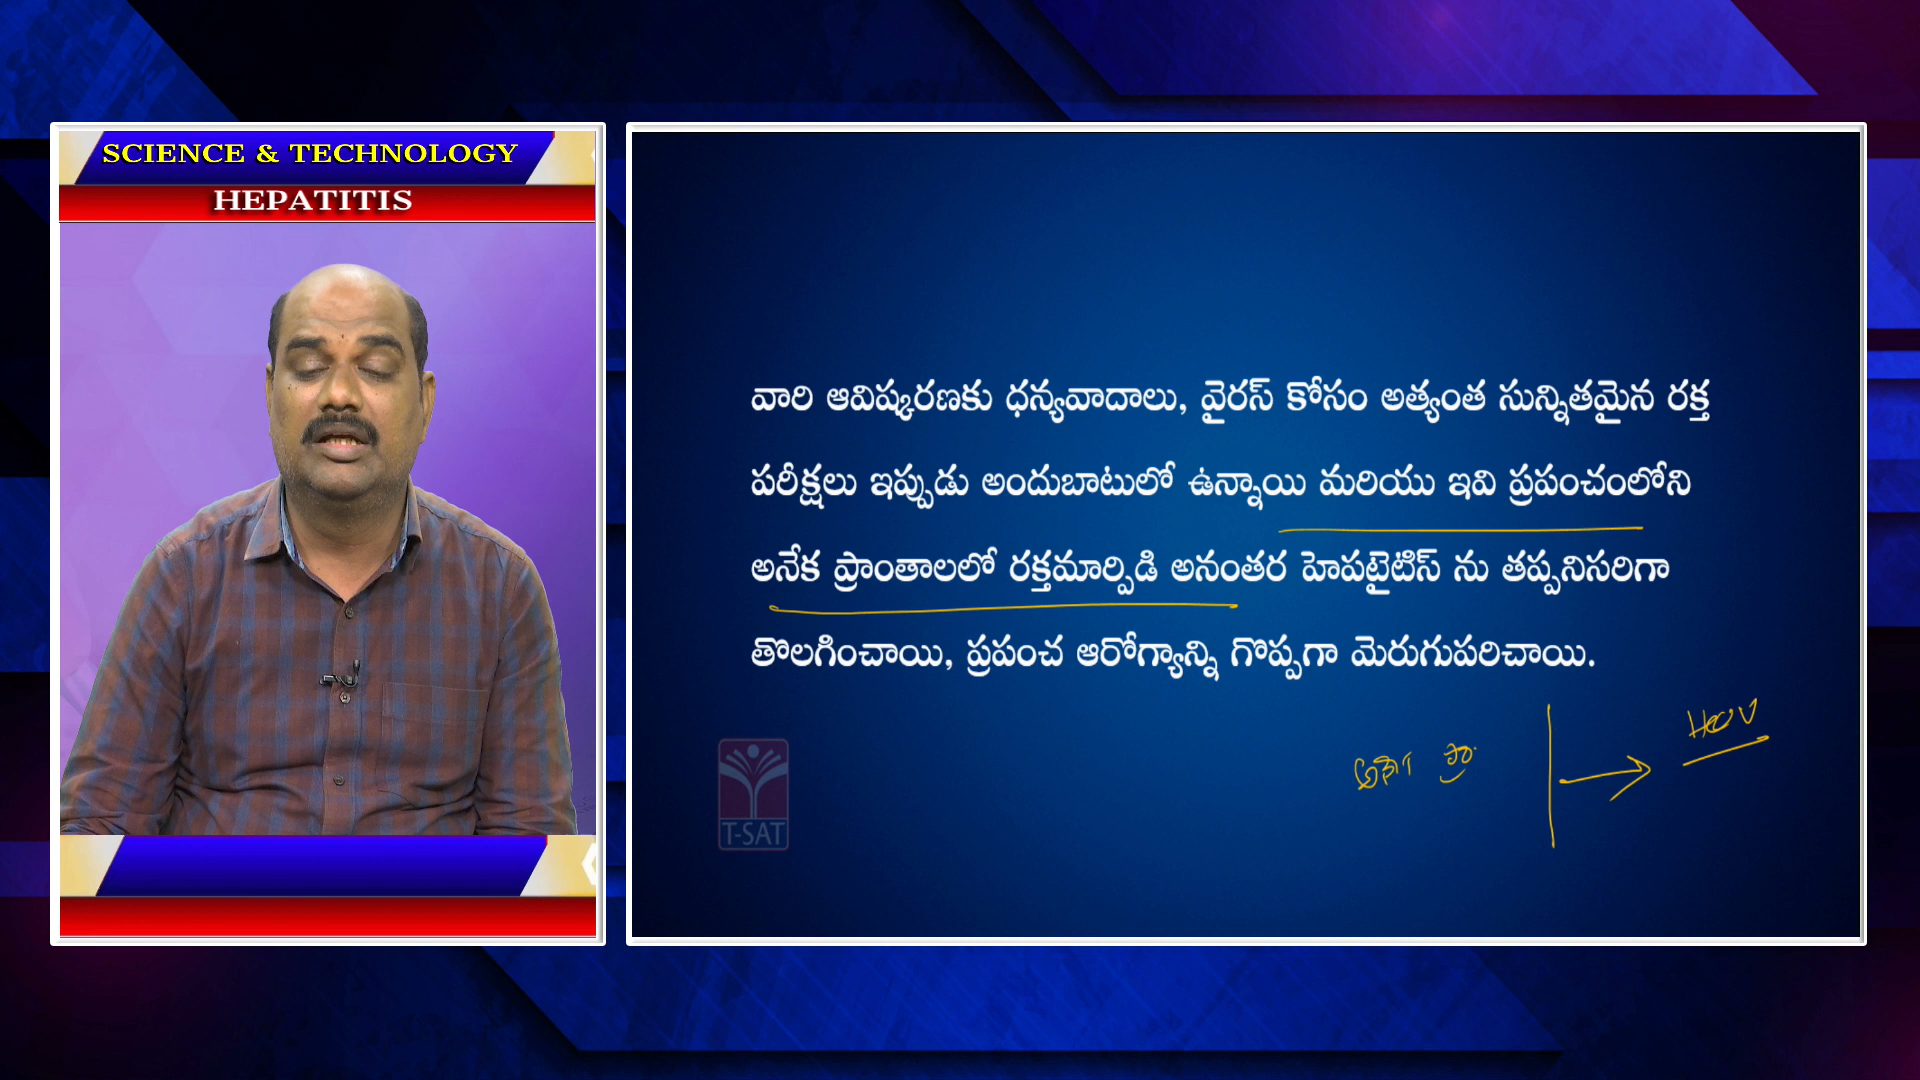 SCIENCE & TECHNOLOGY
HEPATITIS
వారి ఆవిష్కరణకు ధన్యవాదాలు, వైరస్ కోసం అత్యంత సున్నితమైన రక్త
పరీక్షలు ఇప్పుడు అందుబాటులో ఉన్నాయి మరియు ఇవి ప్రపంచంలోని
అనేక ప్రాంతాలలో రక్తమార్పిడి అనంతర హెపటైటిస్ ను తప్పనిసరిగా
తొలగించాయి, ప్రపంచ ఆరోగ్యాన్ని గొప్పగా మెరుగుపరిచాయి.
T-SAT